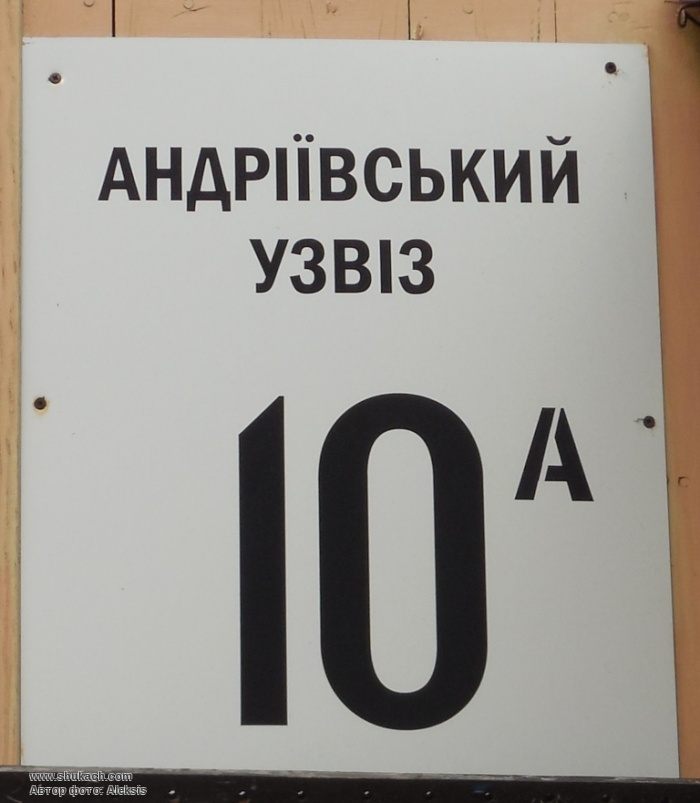 АНДРІЇВСЬКИЙ
УЗВІЗ
10А
www.shukach.com
Автор фото: Aleksis